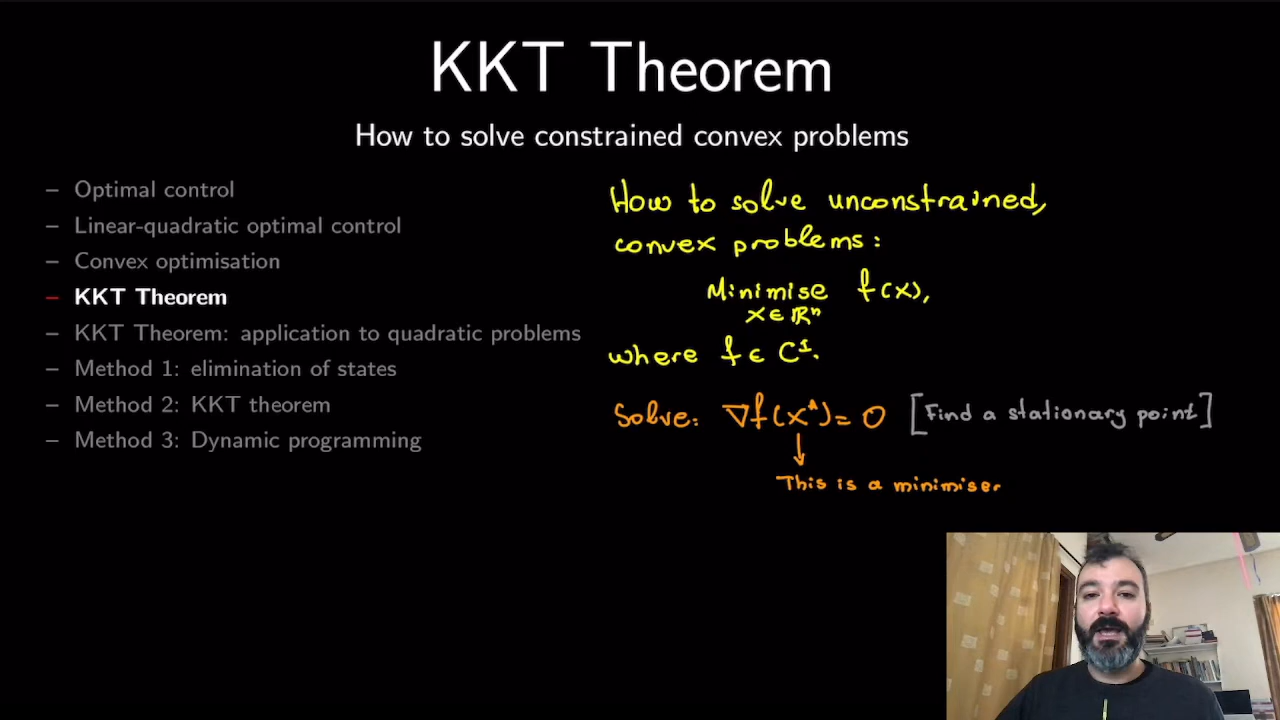 KKT Theorem
How to solve constrained convex problems
– Optimal control
– Linear-quadratic optimal control
– Convex optimisation
– KKT Theorem
– KKT Theorem: application to quadratic problems
– Method 1: elimination of states
– Method 2: KKT theorem
– Method 3: Dynamic programming
How to solve unconstrained,
convex problems:
Minimise f(x),
x∈ℝⁿ
where f ∈ C¹.
Solve: ∇f(x*)= 0 [Find a stationary point]
↓
This is a minimiser